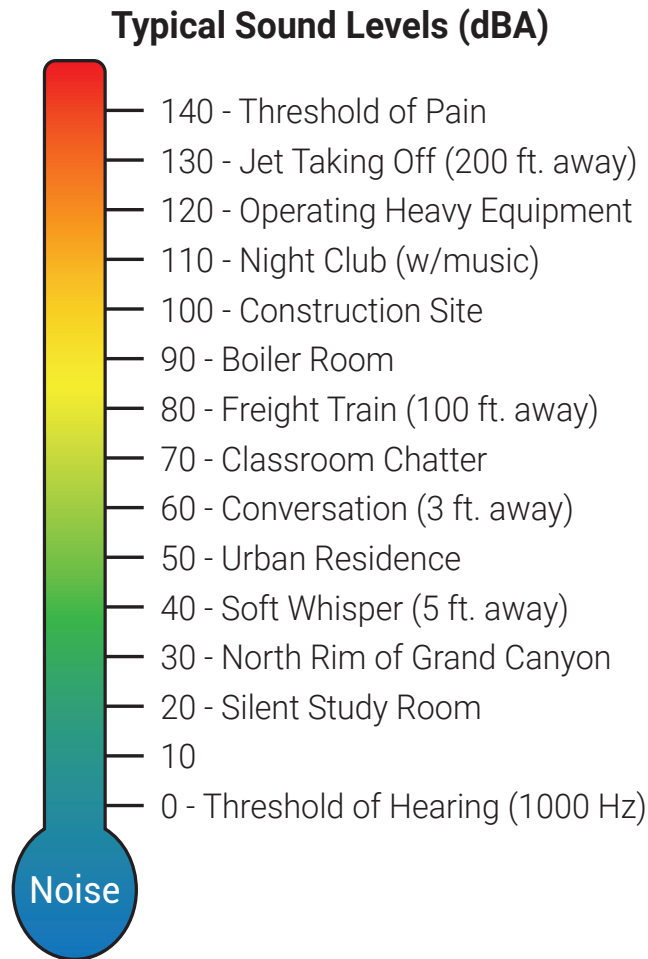 Typical Sound Levels (dBA)
140 - Threshold of Pain
130 - Jet Taking Off (200 ft. away)
120 - Operating Heavy Equipment
110 - Night Club (w/music)
100 - Construction Site
90 - Boiler Room
80 - Freight Train (100 ft. away)
70 - Classroom Chatter
60 - Conversation (3 ft. away)
50 - Urban Residence
40 - Soft Whisper (5 ft. away)
30 - North Rim of Grand Canyon
20 - Silent Study Room
10
0 - Threshold of Hearing (1000 Hz)
Noise